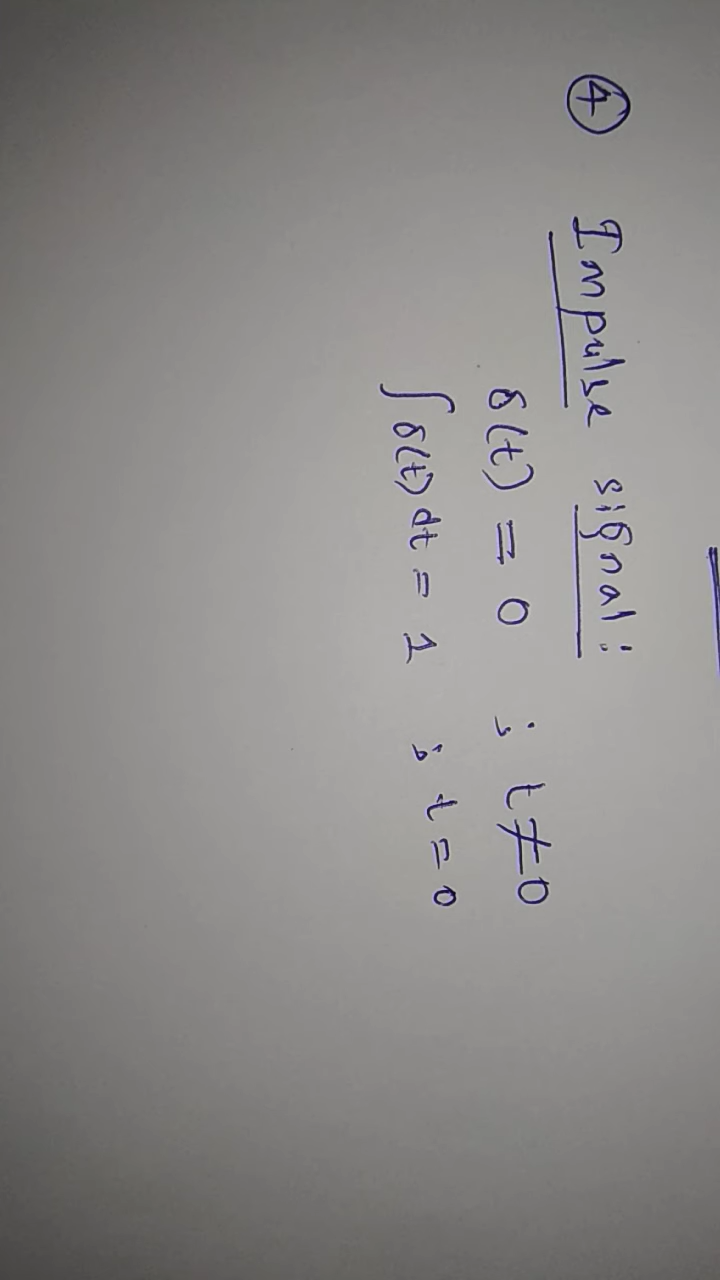 ④ Impulse signal:
δ(t) = 0 ; t≠0
∫δ(t) dt = 1 ; t=0